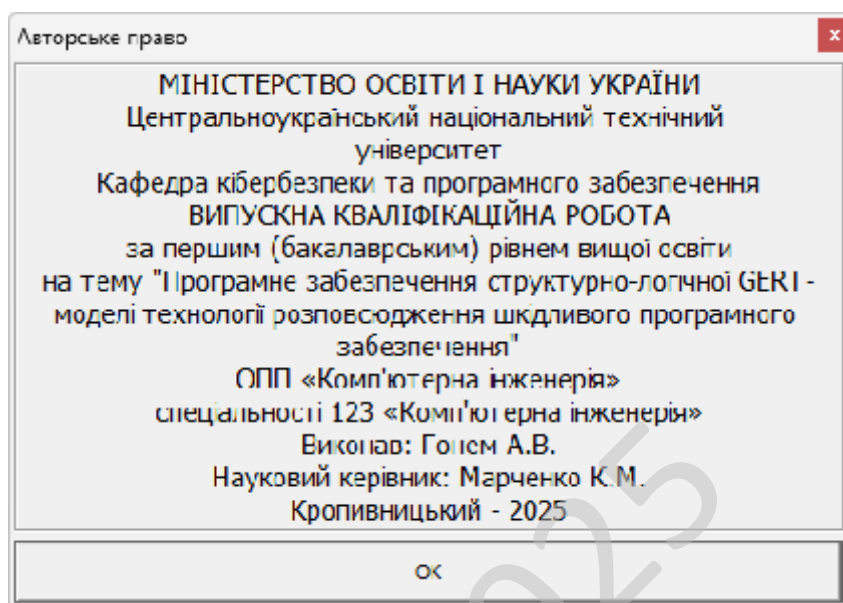 Авторське право
МІНІСТЕРСТВО ОСВІТИ І НАУКИ УКРАЇНИ
Центральноукраїнський національний технічний
університет
Кафедра кібербезпеки та програмного забезпечення
ВИПУСКНА КВАЛІФІКАЦІЙНА РОБОТА
за першим (бакалаврським) рівнем вищої освіти
на тему "Програмне забезпечення структурно-логічної GERT-
моделі технології розповсюдження шкідливого програмного
забезпечення"
ОПП «Комп'ютерна інженерія»
спеціальності 123 «Комп'ютерна інженерія»
Виконав: А.В.
Науковий керівник: Марченко К.М.
Кропивницький - 2025
OK